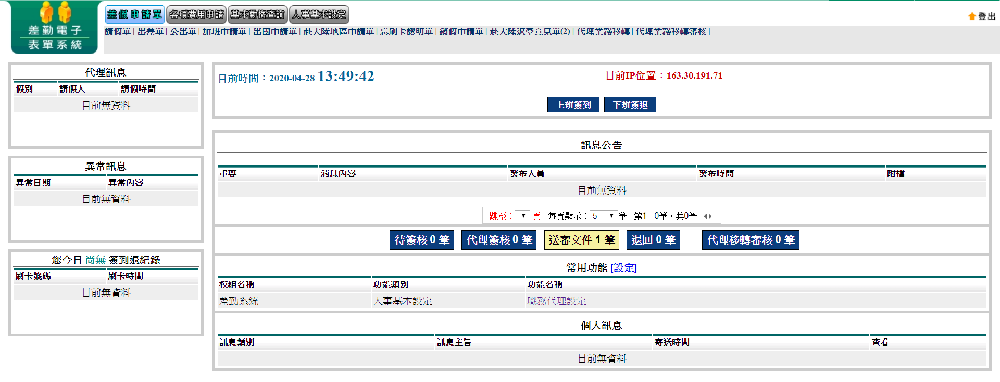 差勤電子
表單系統
差假申請單 各項費用申請 基本勤惰查詢 人事基本設定
登出
請假單| 出差單| 公出單| 加班申請單| 出國申請單| 赴大陸地區申請單| 忘刷卡證明單| 銷假申請單| 赴大陸返臺意見單(2)| 代理業務移轉| 代理業務移轉審核|
代理訊息
假別 請假人 請假時間
目前無資料
異常訊息
異常日期 異常內容
目前無資料
您今日 尚無 簽到退紀錄
刷卡號碼 刷卡時間
目前無資料
目前時間：2020-04-28 13:49:42
目前IP位置：163.30.191.71
上班簽到 下班簽退
訊息公告
重要 消息內容 發布人員 發布時間 附檔
目前無資料
跳至： 頁 每頁顯示：5 筆 第1 - 0筆，共0筆
待簽核 0 筆 代理簽核 0 筆 送審文件 1 筆 退回 0 筆 代理移轉審核 0 筆
常用功能 [設定]
模組名稱 功能類別 功能名稱
差勤系統 人事基本設定 職務代理設定
個人訊息
訊息類別 訊息主旨 寄送時間 查看
目前無資料